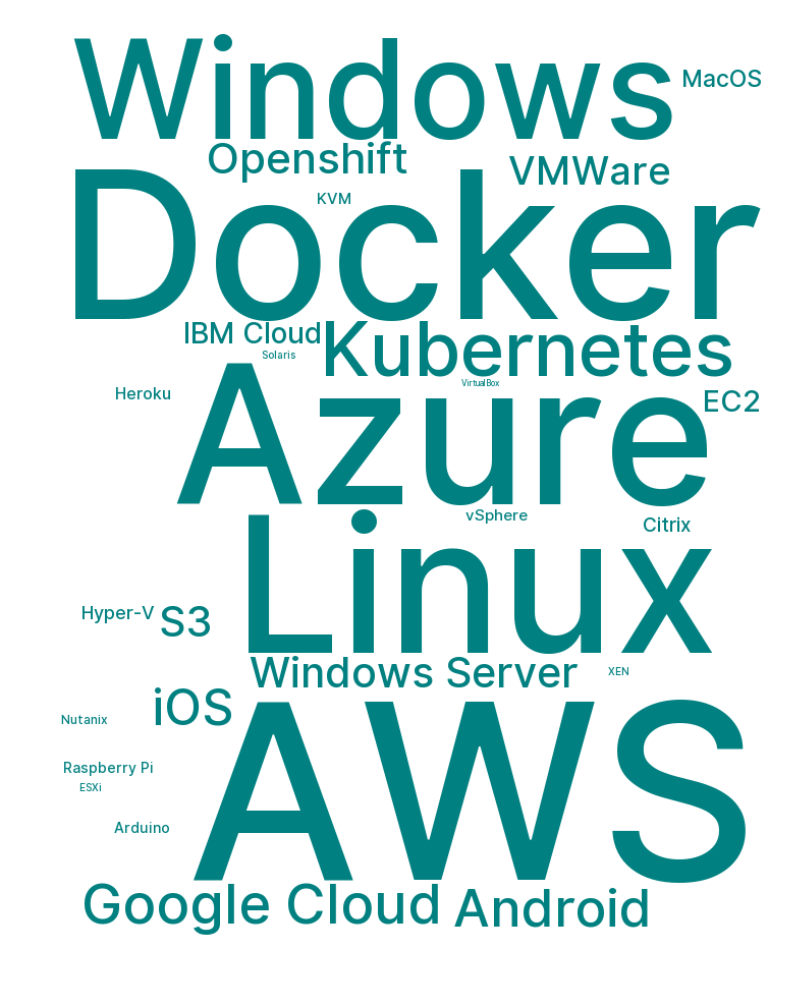 Windows
MacOS
Openshift
VMWare
KVM
Docker
IBM Cloud
Kubernetes
Solaris
VirtualBox
Heroku
EC2
Azure
vSphere
Citrix
Linux
Hyper-V
S3
Windows Server
XEN
iOS
Nutanix
AWS
Raspberry Pi
ESXi
Arduino
Google Cloud
Android